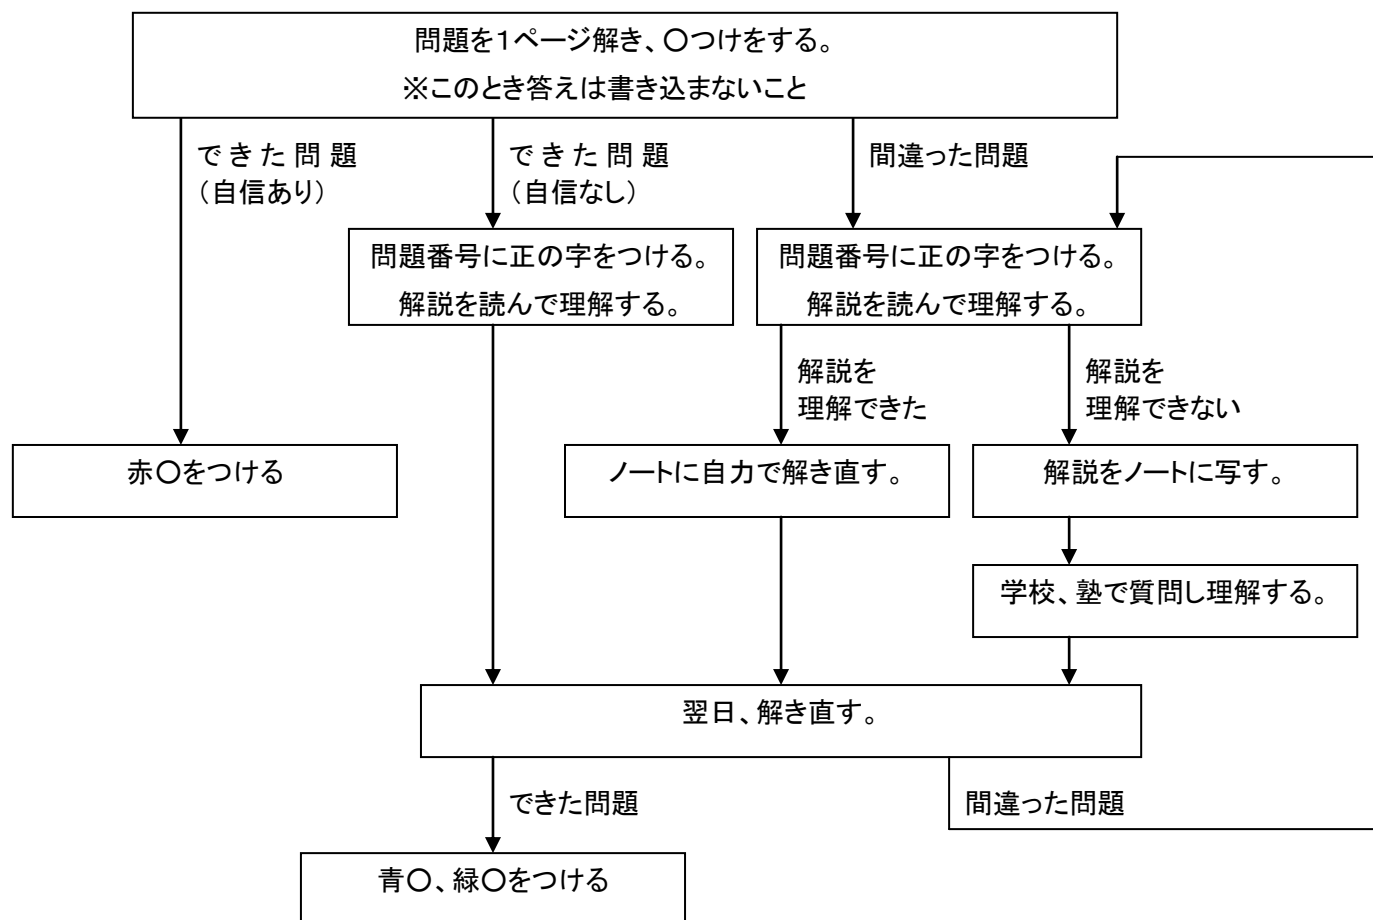 問題を1ページ解き、〇つけをする。
※このとき答えは書き込まないこと
できた問題
（自信あり）
できた問題
（自信なし）
間違った問題
問題番号に正の字をつける。
解説を読んで理解する。
問題番号に正の字をつける。
解説を読んで理解する。
解説を
理解できた
解説を
理解できない
赤〇をつける
ノートに自力で解き直す。
解説をノートに写す。
学校、塾で質問し理解する。
翌日、解き直す。
できた問題
間違った問題
青〇、緑〇をつける